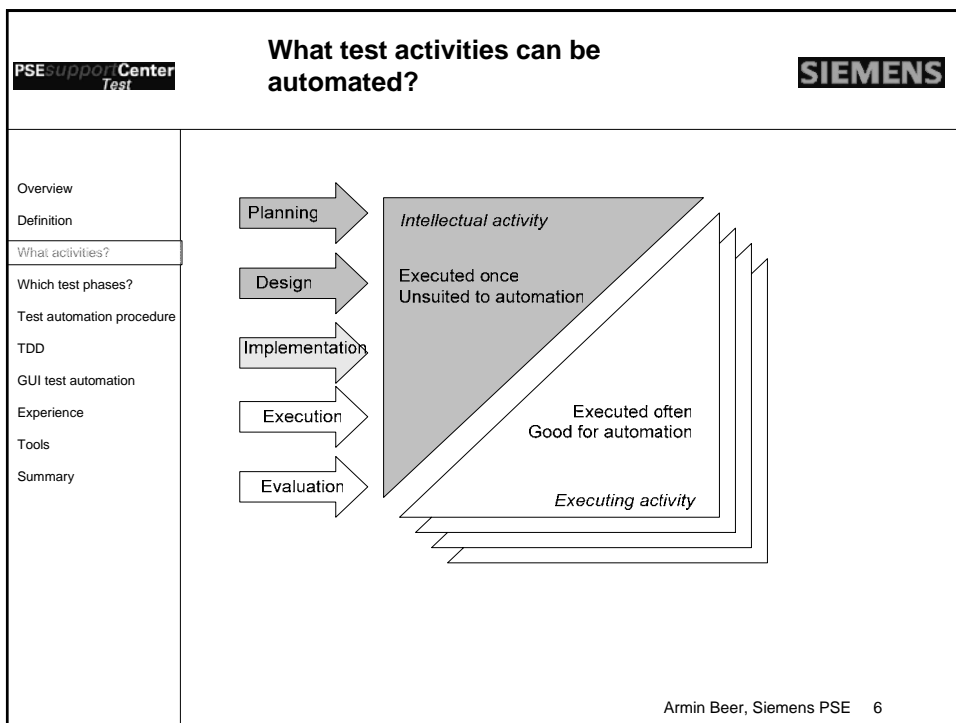 PSEsupportCenter
Test
What test activities can be
automated?
SIEMENS
Overview
Definition
What activities?
Which test phases?
Test automation procedure
TDD
GUI test automation
Experience
Tools
Summary
Planning
Design
Implementation
Execution
Evaluation
Intellectual activity
Executed once
Unsuited to automation
Executed often
Good for automation
Executing activity
Armin Beer, Siemens PSE 6